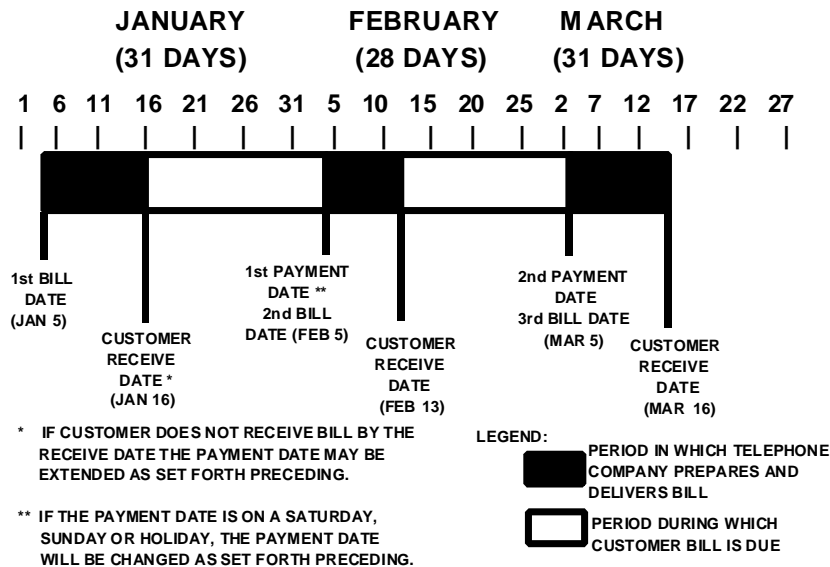 JANUARY FEBRUARY MARCH
(31 DAYS) (28 DAYS) (31 DAYS)
1 6 11 16 21 26 31 5 10 15 20 25 2 7 12 17 22 27
1st BILL
DATE
(JAN 5)
CUSTOMER
RECEIVE
DATE *
(JAN 16)
1st PAYMENT
DATE **
2nd BILL
DATE (FEB 5)
CUSTOMER
RECEIVE
DATE
(FEB 13)
2nd PAYMENT
DATE
3rd BILL DATE
(MAR 5)
CUSTOMER
RECEIVE
DATE
(MAR 16)
* IF CUSTOMER DOES NOT RECEIVE BILL BY THE
RECEIVE DATE THE PAYMENT DATE MAY BE
EXTENDED AS SET FORTH PRECEDING.
** IF THE PAYMENT DATE IS ON A SATURDAY,
SUNDAY OR HOLIDAY, THE PAYMENT DATE
WILL BE CHANGED AS SET FORTH PRECEDING.
LEGEND:
PERIOD IN WHICH TELEPHONE
COMPANY PREPARES AND
DELIVERS BILL
PERIOD DURING WHICH
CUSTOMER BILL IS DUE